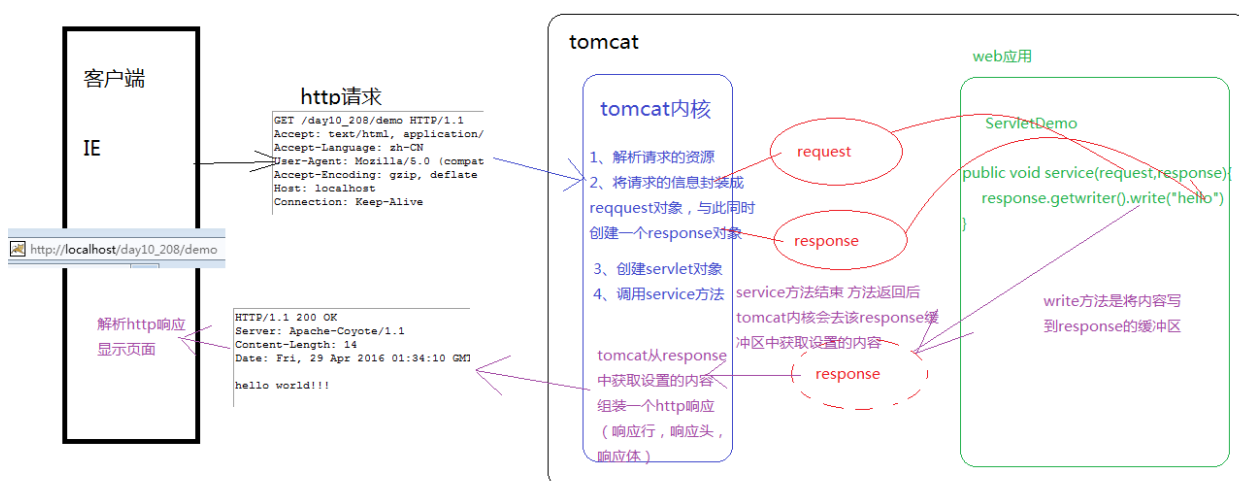 客户端
IE
http://localhost/day10_208/demo
解析http响应
显示页面
http请求
GET /day10_208/demo HTTP/1.1
Accept: text/html, application/
Accept-Language: zh-CN
User-Agent: Mozilla/5.0 (compat
Accept-Encoding: gzip, deflate
Host: localhost
Connection: Keep-Alive
HTTP/1.1 200 OK
Server: Apache-Coyote/1.1
Content-Length: 14
Date: Fri, 29 Apr 2016 01:34:10 GMT
hello world!!!
tomcat
tomcat内核
1、解析请求的资源
2、将请求的信息封装成
reqquest对象，与此同时
创建一个response对象
3、创建servlet对象
4、调用service方法
tomcat从response
中获取设置的内容
组装一个http响应
（响应行，响应头，
响应体）
request
response
service方法结束 方法返回后
tomcat内核会去该response缓
冲区中获取设置的内容
response
web应用
ServletDemo
public void service(request,response){
response.getwriter().write("hello")
}
write方法是将内容写
到response的缓冲区